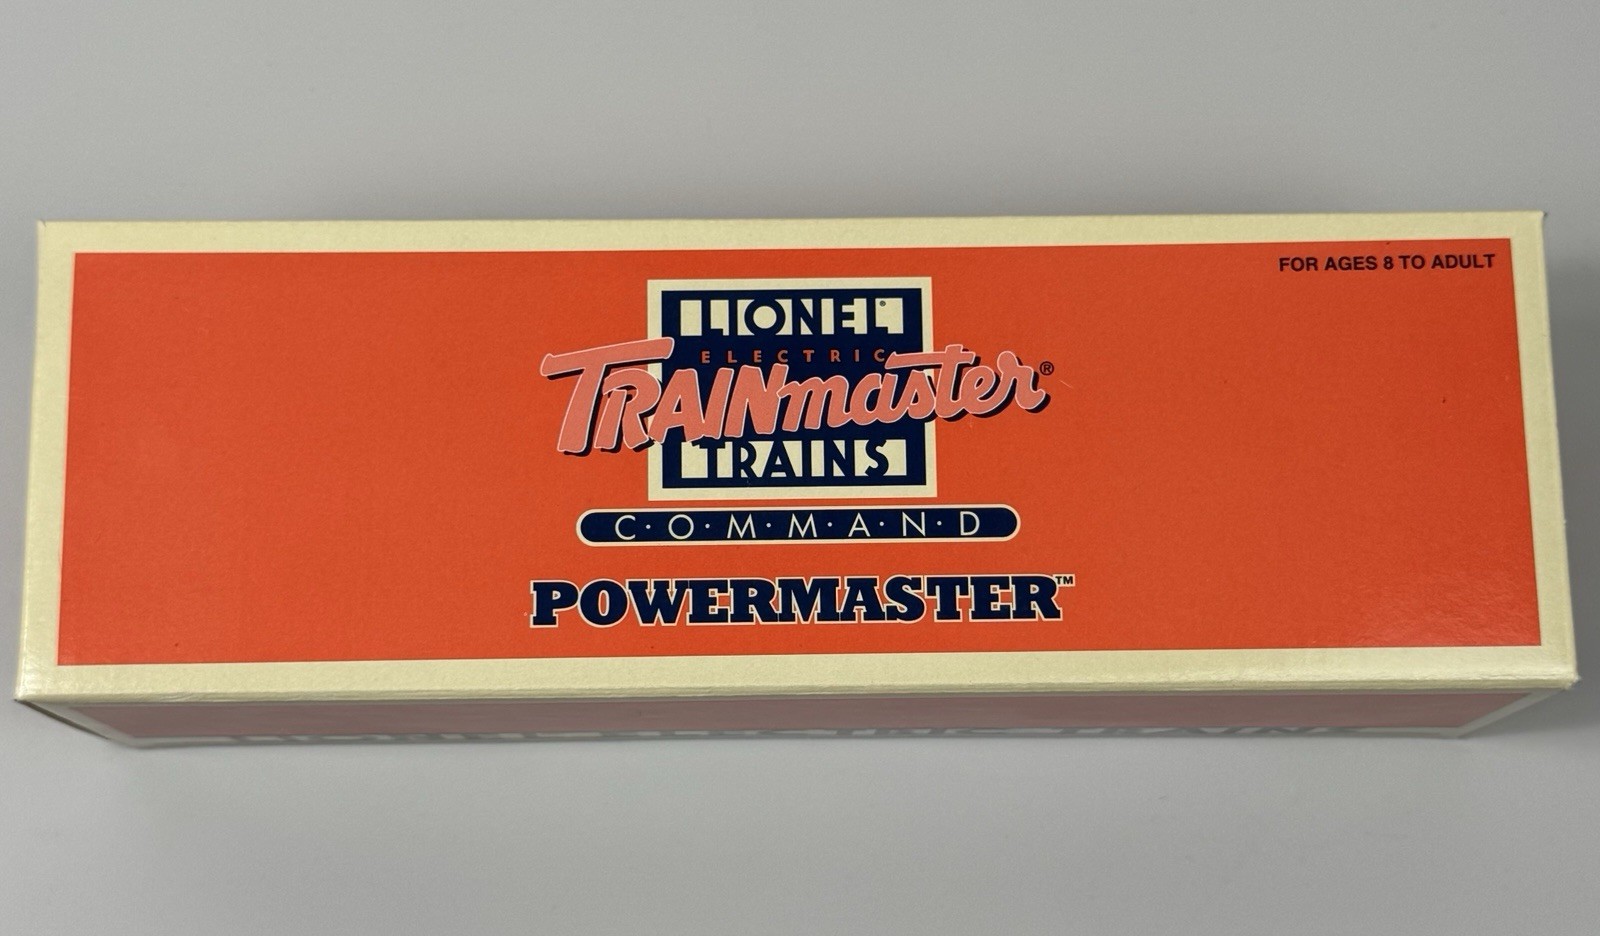 FOR AGES 8 TO ADULT
LIONEL®
ELECTRIC
TRAINmaster®
TRAINS
C·O·M·M·A·N·D
POWERMASTER™